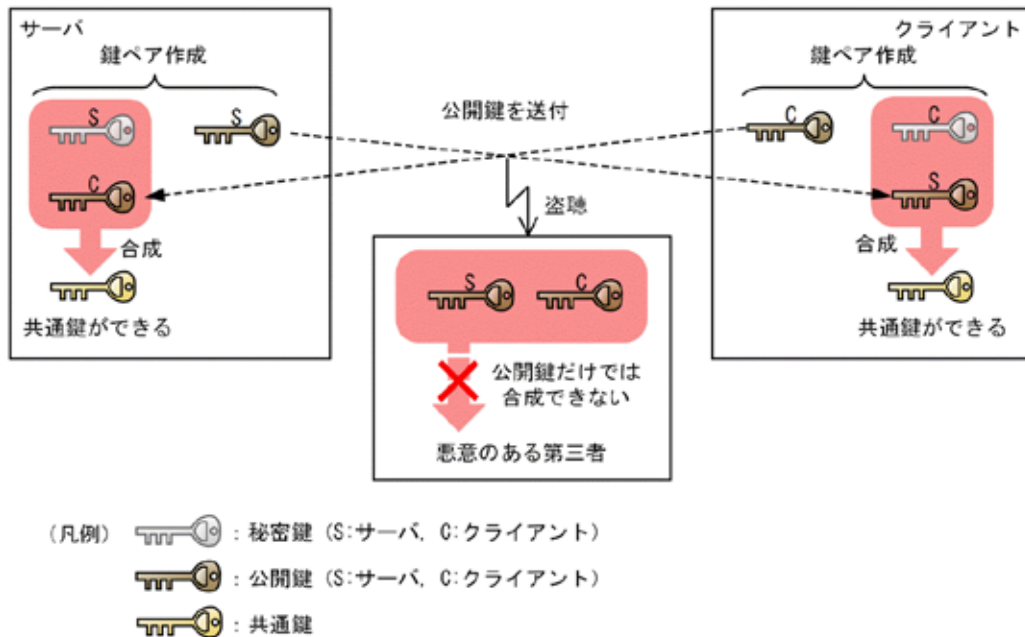 サーバ
クライアント
鍵ペア作成
鍵ペア作成
S
S
公開鍵を送付
C
C
C
S
盗聴
合成
合成
S
C
共通鍵ができる
共通鍵ができる
公開鍵だけでは
合成できない
悪意のある第三者
(凡例)
:秘密鍵(S:サーバ,C:クライアント)
:公開鍵(S:サーバ,C:クライアント)
:共通鍵